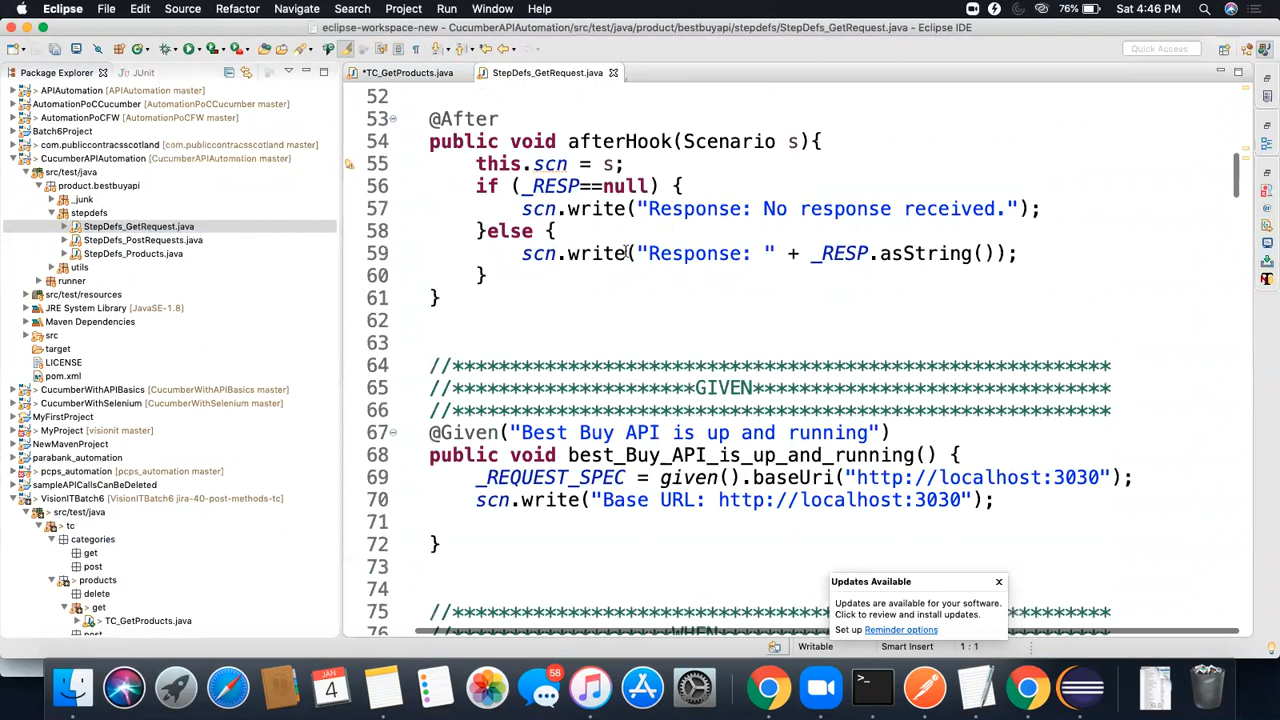 Eclipse File Edit Source Refactor Navigate Search Project Run Window Help 76% Sat 4:46 PM
eclipse-workspace-new - CucumberAPIAutomation/src/test/java/product/bestbuyapi/stepdefs/StepDefs_GetRequest.java - Eclipse IDE
Quick Access
Package Explorer JUnit
*TC_GetProducts.java StepDefs_GetRequest.java
> APIAutomation (APIAutomation master)
AutomationPoCCucumber (AutomationPoCCucumber master)
> AutomationPoCFW (AutomationPoCFW master)
Batch6Project
> com.publiccontractsscotland (com.publiccontractsscotland master)
CucumberAPIAutomation (CucumberAPIAutomation master)
src/test/java
product.bestbuyapi
_junk
stepdefs
StepDefs_GetRequest.java
StepDefs_PostRequests.java
StepDefs_Products.java
utils
runner
src/test/resources
JRE System Library [JavaSE-1.8]
Maven Dependencies
src
target
LICENSE
pom.xml
CucumberWithAPIBasics (CucumberWithAPIBasics master)
CucumberWithSelenium (CucumberWithSelenium master)
MyFirstProject
> MyProject (visionit master)
NewMavenProject
parabank_automation
> pcps_automation (pcps_automation master)
sampleAPICallsCanBeDeleted
> VisionITBatch6 (VisionITBatch6 jira-40-post-methods-tc)
> src/test/java
> tc
categories
get
post
> products
delete
> get
> TC_GetProducts.java
post
52
53 @After
54 public void afterHook(Scenario s){
55 this.scn = s;
56 if (_RESP==null) {
57 scn.write("Response: No response received.");
58 }else {
59 scn.write("Response: " + _RESP.asString());
60 }
61 }
62
63
64 //*********************************************************
65 //*********************GIVEN*******************************
66 //*********************************************************
67 @Given("Best Buy API is up and running")
68 public void best_Buy_API_is_up_and_running() {
69 _REQUEST_SPEC = given().baseUri("http://localhost:3030");
70 scn.write("Base URL: http://localhost:3030");
71
72 }
73
74
75 //*********************************************************
76 //*********************WHEN
Updates Available x
Updates are available for your software.
Click to review and install updates.
Set up Reminder options
Writable Smart Insert 1 : 1
JAN
4
58